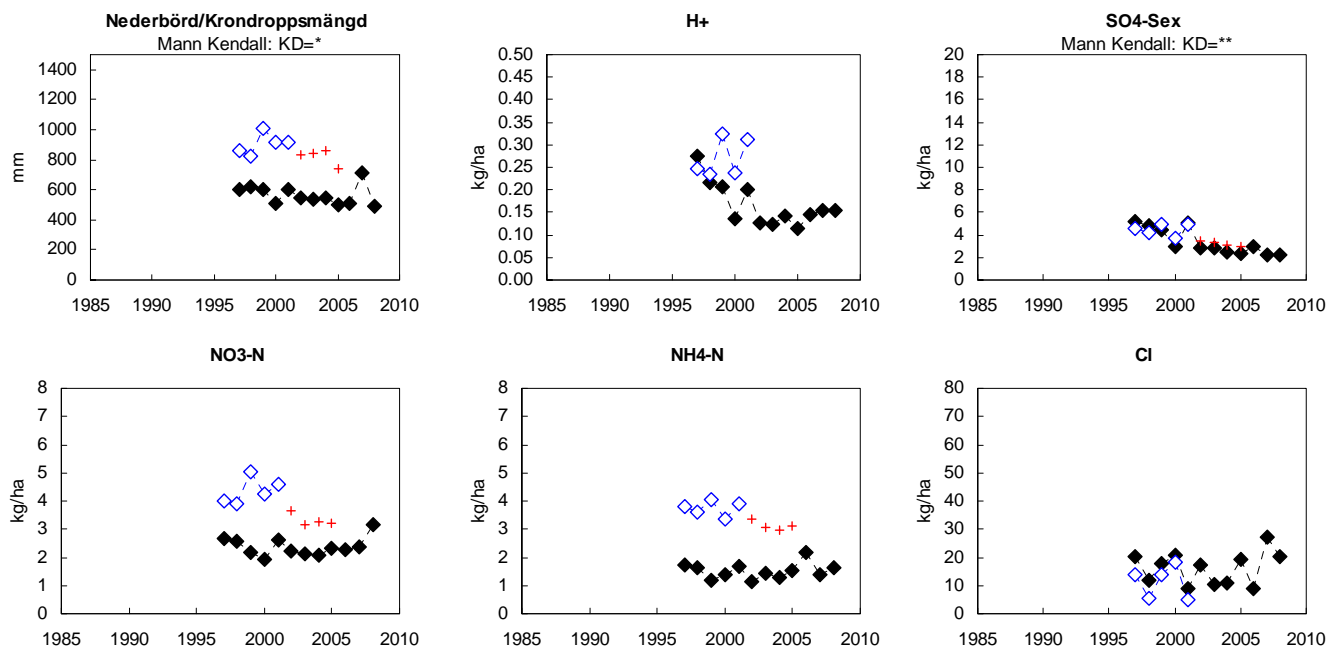 Nederbörd/Krondroppsmängd
Mann Kendall: KD=*
mm
1400
1200
1000
800
600
400
200
0
1985 1990 1995 2000 2005 2010
H+
kg/ha
0.50
0.45
0.40
0.35
0.30
0.25
0.20
0.15
0.10
0.05
0.00
1985 1990 1995 2000 2005 2010
SO4-Sex
Mann Kendall: KD=**
kg/ha
20
18
16
14
12
10
8
6
4
2
0
1985 1990 1995 2000 2005 2010
NO3-N
kg/ha
8
7
6
5
4
3
2
1
0
1985 1990 1995 2000 2005 2010
NH4-N
kg/ha
8
7
6
5
4
3
2
1
0
1985 1990 1995 2000 2005 2010
Cl
kg/ha
80
70
60
50
40
30
20
10
0
1985 1990 1995 2000 2005 2010